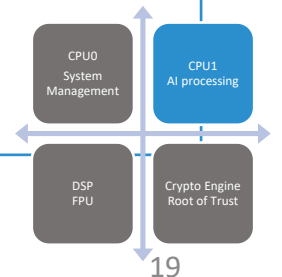 CPU0
System
Management
CPU1
AI processing
DSP
FPU
Crypto Engine
Root of Trust
19